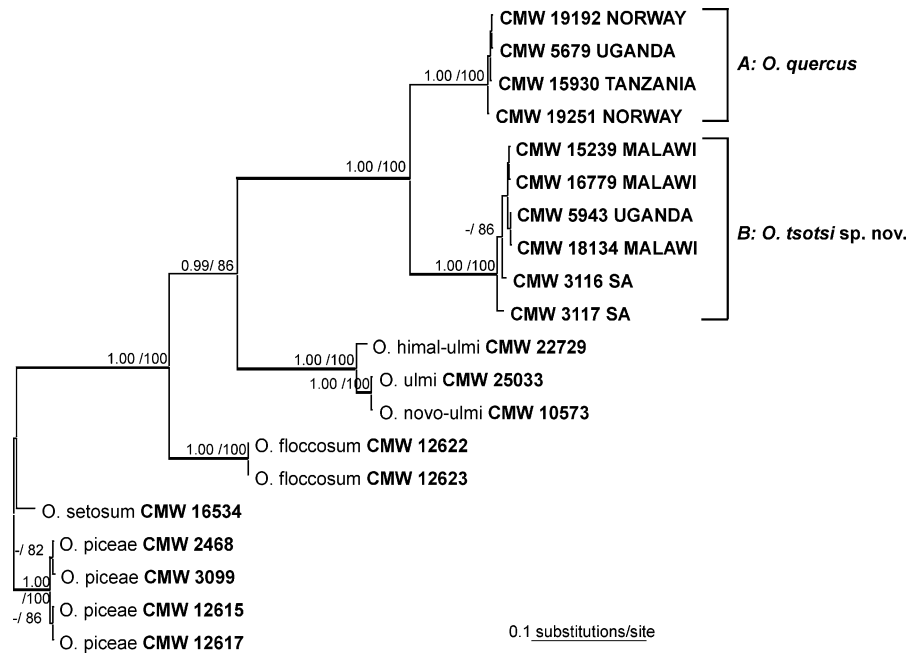 CMW 19192 NORWAY
CMW 5679 UGANDA
A: O. quercus
1.00 /100
CMW 15930 TANZANIA
CMW 19251 NORWAY
CMW 15239 MALAWI
1.00 /100
CMW 16779 MALAWI
CMW 5943 UGANDA
-/ 86
B: O. tsotsi sp. nov.
CMW 18134 MALAWI
0.99/ 86
1.00 /100
CMW 3116 SA
CMW 3117 SA
O. himal-ulmi CMW 22729
1.00 /100
1.00 /100
O. ulmi CMW 25033
1.00 /100
O. novo-ulmi CMW 10573
O. floccosum CMW 12622
1.00 /100
O. floccosum CMW 12623
O. setosum CMW 16534
-/ 82
O. piceae CMW 2468
O. piceae CMW 3099
1.00
/100
O. piceae CMW 12615
-/ 86
O. piceae CMW 12617
0.1 substitutions/site